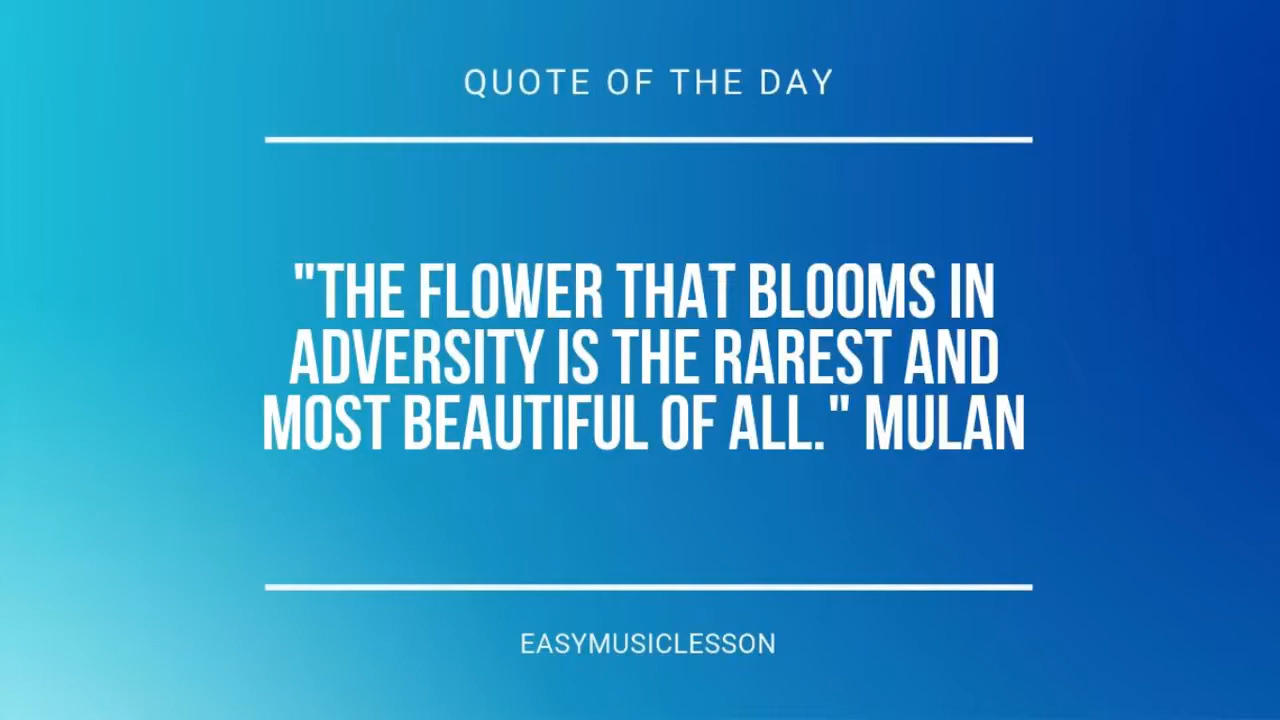 QUOTE OF THE DAY
"THE FLOWER THAT BLOOMS IN
ADVERSITY IS THE RAREST AND
MOST BEAUTIFUL OF ALL." MULAN
EASYMUSICLESSON